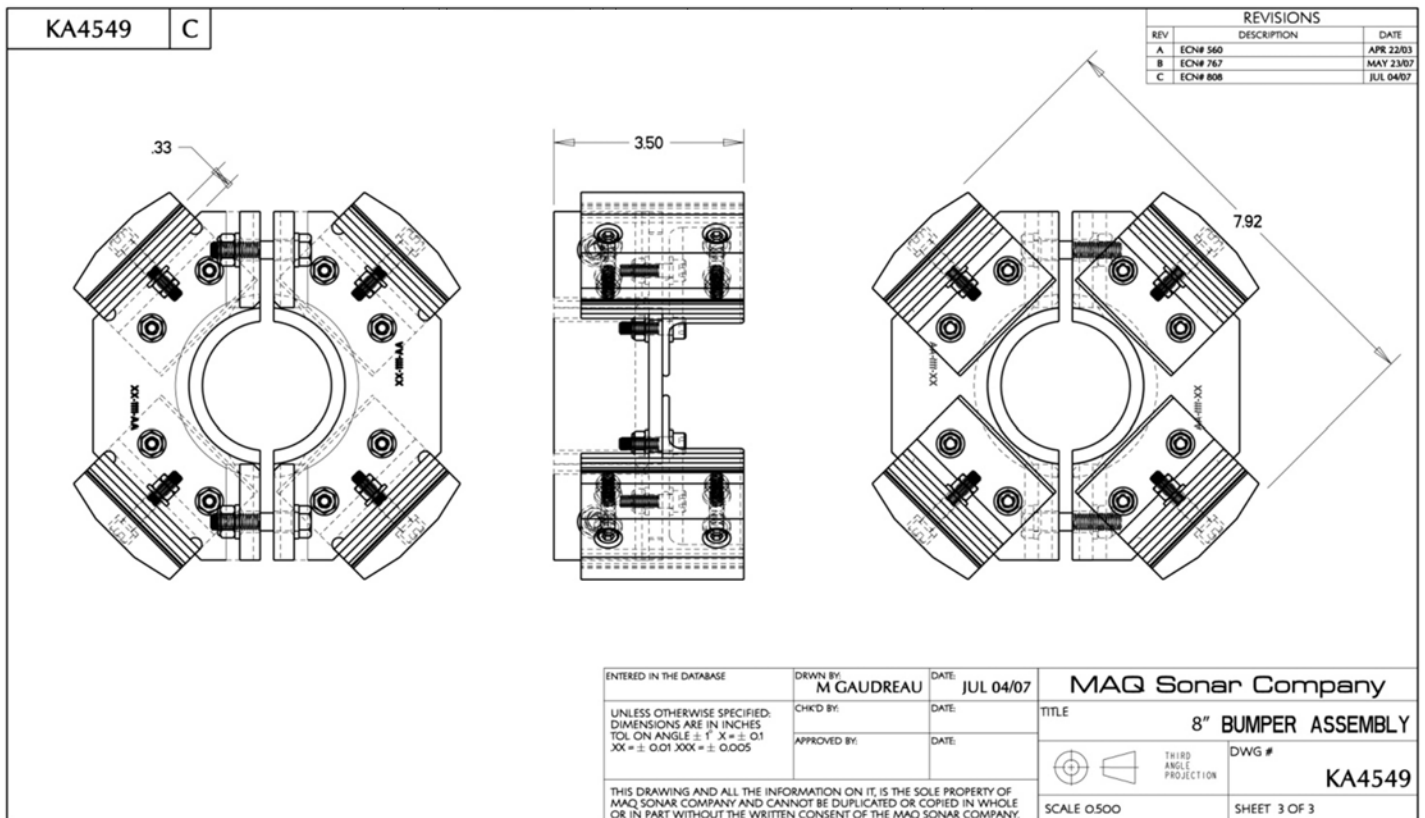 KA4549 C
REVISIONS
REV DESCRIPTION DATE
A ECN# 560 APR 22/03
B ECN# 767 MAY 23/07
C ECN# 808 JUL 04/07
.33
3.50
7.92
ENTERED IN THE DATABASE
DRWN BY: M GAUDREAU
DATE: JUL 04/07
UNLESS OTHERWISE SPECIFIED:
DIMENSIONS ARE IN INCHES
TOL ON ANGLE ± 1° .X = ± 0.1
.XX = ± 0.01 .XXX = ± 0.005
CHK'D BY:
DATE:
APPROVED BY:
DATE:
THIS DRAWING AND ALL THE INFORMATION ON IT, IS THE SOLE PROPERTY OF
MAQ SONAR COMPANY AND CANNOT BE DUPLICATED OR COPIED IN WHOLE
OR IN PART WITHOUT THE WRITTEN CONSENT OF THE MAQ SONAR COMPANY.
MAQ Sonar Company
TITLE
8" BUMPER ASSEMBLY
THIRD
ANGLE
PROJECTION
DWG #
KA4549
SCALE 0.500
SHEET 3 OF 3